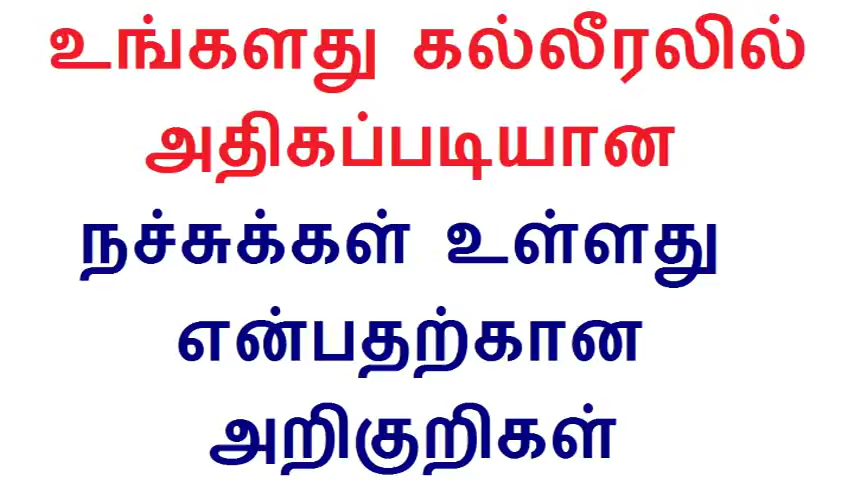 உங்களது கல்லீரலில்
அதிகப்படியான
நச்சுக்கள் உள்ளது
என்பதற்கான
அறிகுறிகள்